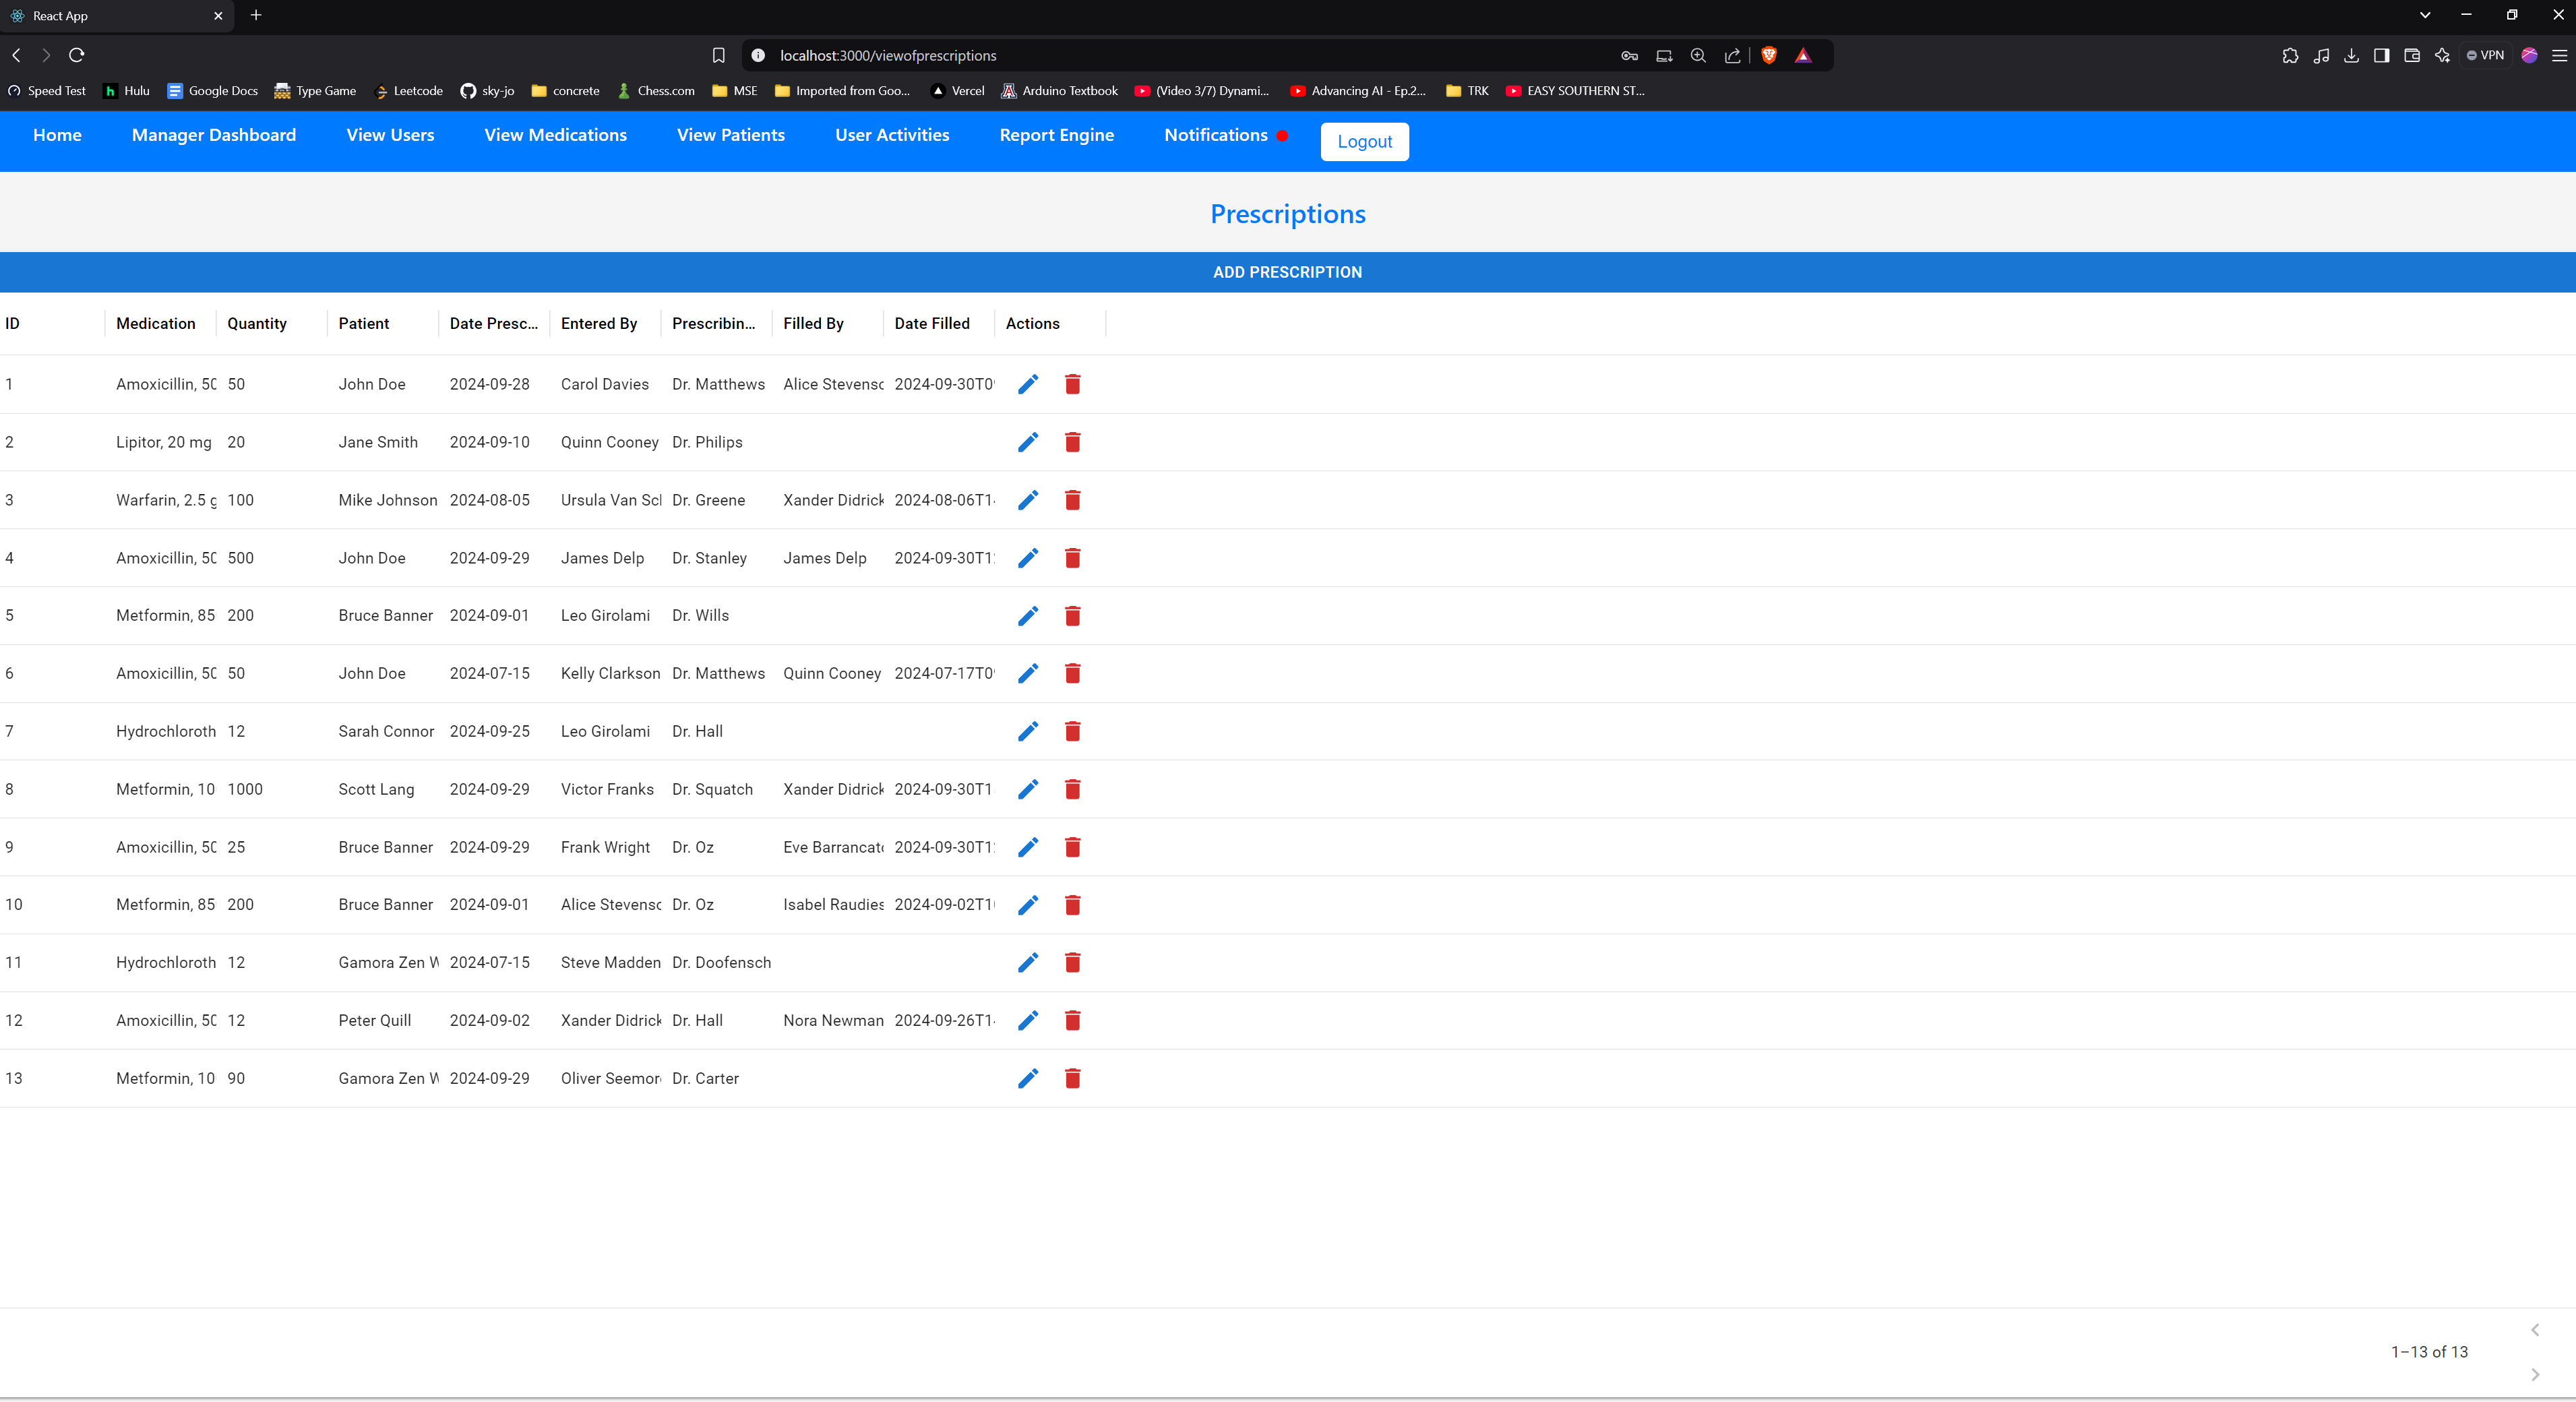 React App
localhost:3000/viewofprescriptions
VPN
Speed Test Hulu Google Docs Type Game Leetcode sky-jo concrete Chess.com MSE Imported from Goo... Vercel Arduino Textbook (Video 3/7) Dynami... Advancing AI - Ep.2... TRK EASY SOUTHERN ST...
Home Manager Dashboard View Users View Medications View Patients User Activities Report Engine Notifications Logout
Prescriptions
ADD PRESCRIPTION
ID Medication Quantity Patient Date Presc... Entered By Prescribin... Filled By Date Filled Actions
1 Amoxicillin, 50 50 John Doe 2024-09-28 Carol Davies Dr. Matthews Alice Stevenso 2024-09-30T09
2 Lipitor, 20 mg 20 Jane Smith 2024-09-10 Quinn Cooney Dr. Philips
3 Warfarin, 2.5 g 100 Mike Johnson 2024-08-05 Ursula Van Scl Dr. Greene Xander Didrick 2024-08-06T1
4 Amoxicillin, 50 500 John Doe 2024-09-29 James Delp Dr. Stanley James Delp 2024-09-30T1
5 Metformin, 85 200 Bruce Banner 2024-09-01 Leo Girolami Dr. Wills
6 Amoxicillin, 50 50 John Doe 2024-07-15 Kelly Clarkson Dr. Matthews Quinn Cooney 2024-07-17T0
7 Hydrochloroth 12 Sarah Connor 2024-09-25 Leo Girolami Dr. Hall
8 Metformin, 10 1000 Scott Lang 2024-09-29 Victor Franks Dr. Squatch Xander Didrick 2024-09-30T1
9 Amoxicillin, 50 25 Bruce Banner 2024-09-29 Frank Wright Dr. Oz Eve Barrancat 2024-09-30T1
10 Metformin, 85 200 Bruce Banner 2024-09-01 Alice Stevenso Dr. Oz Isabel Raudies 2024-09-02T1
11 Hydrochloroth 12 Gamora Zen W 2024-07-15 Steve Madden Dr. Doofensch
12 Amoxicillin, 50 12 Peter Quill 2024-09-02 Xander Didrick Dr. Hall Nora Newman 2024-09-26T1
13 Metformin, 10 90 Gamora Zen W 2024-09-29 Oliver Seemor Dr. Carter
1–13 of 13